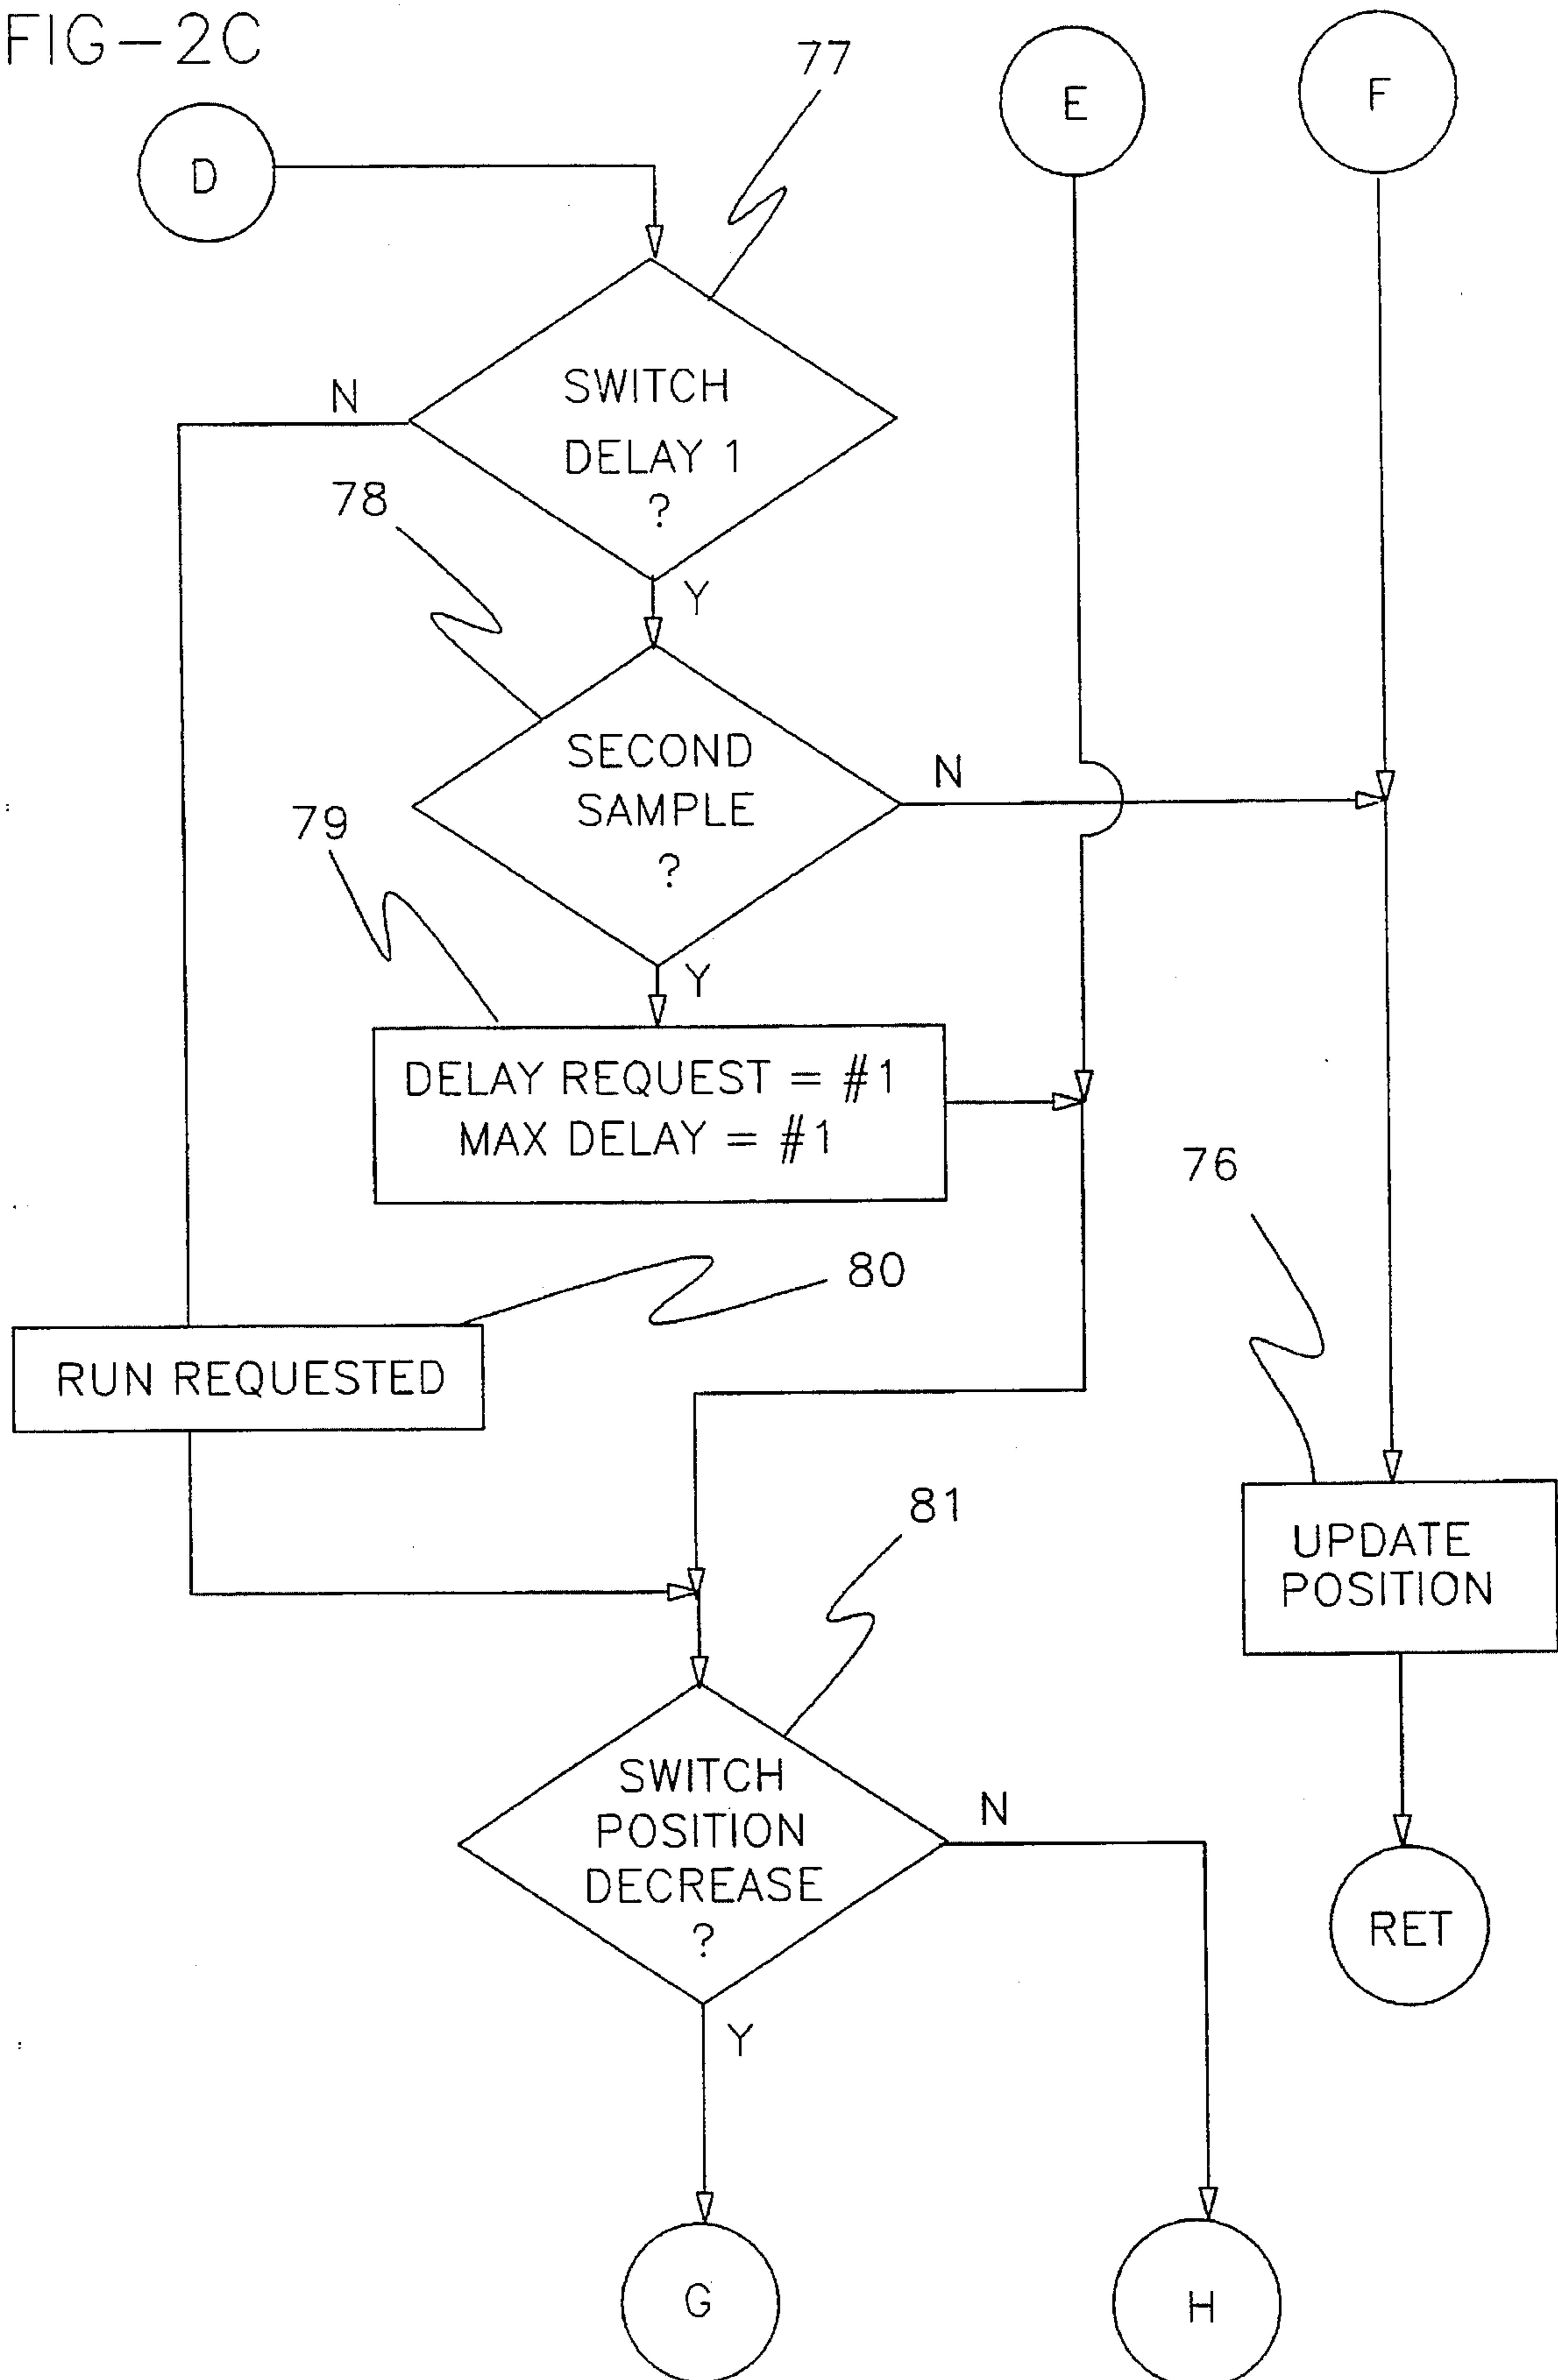 FIG-2C
77
D
E
F
N
SWITCH
DELAY 1
?
78
Y
SECOND
SAMPLE
?
N
79
Y
DELAY REQUEST = #1
MAX DELAY = #1
76
80
RUN REQUESTED
81
UPDATE
POSITION
SWITCH
POSITION
DECREASE
?
N
RET
Y
G
H